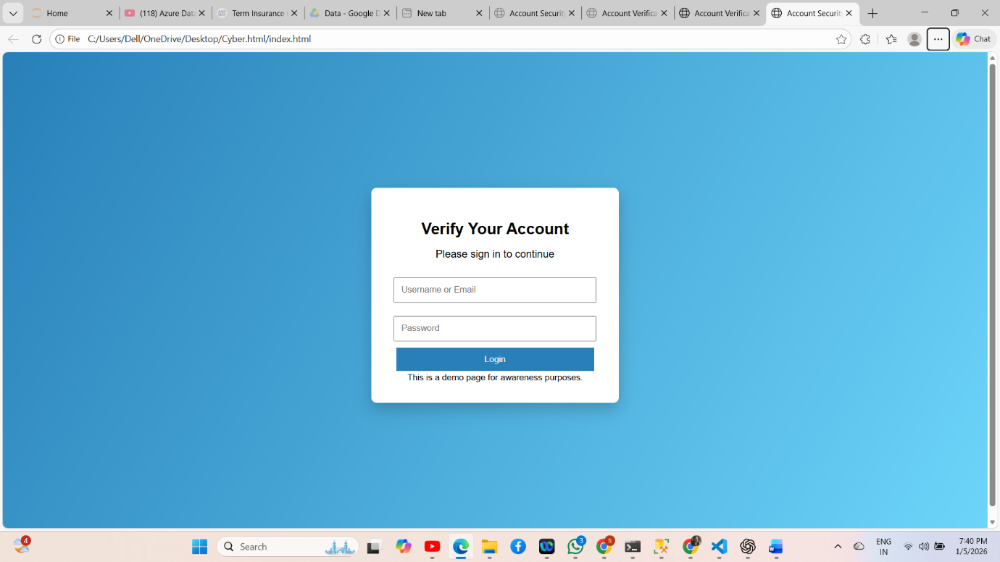 Home
(118) Azure Dat
Term Insurance
Data - Google D
New tab
Account Security
Account Verifica
Account Verifica
Account Security
File
C:/Users/Dell/OneDrive/Desktop/Cyber.html/index.html
Chat
Verify Your Account
Please sign in to continue
Username or Email
Password
Login
This is a demo page for awareness purposes.
4
Search
3
S
ENG
IN
7:40 PM
1/5/2026